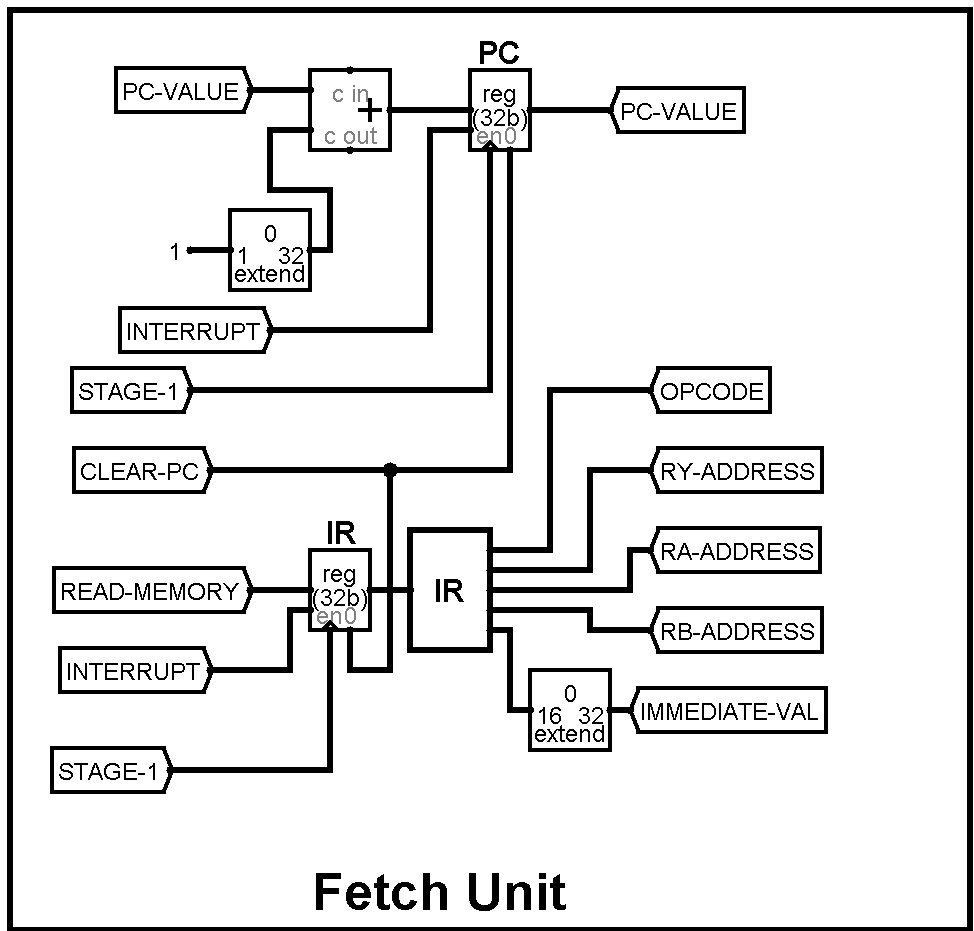 PC
PC-VALUE
c in
+
c out
reg
(32b)
en0
PC-VALUE
1
0
1 32
extend
INTERRUPT
STAGE-1
OPCODE
CLEAR-PC
RY-ADDRESS
IR
RA-ADDRESS
READ-MEMORY
reg
(32b)
en0
IR
RB-ADDRESS
INTERRUPT
0
16 32
extend
IMMEDIATE-VAL
STAGE-1
Fetch Unit